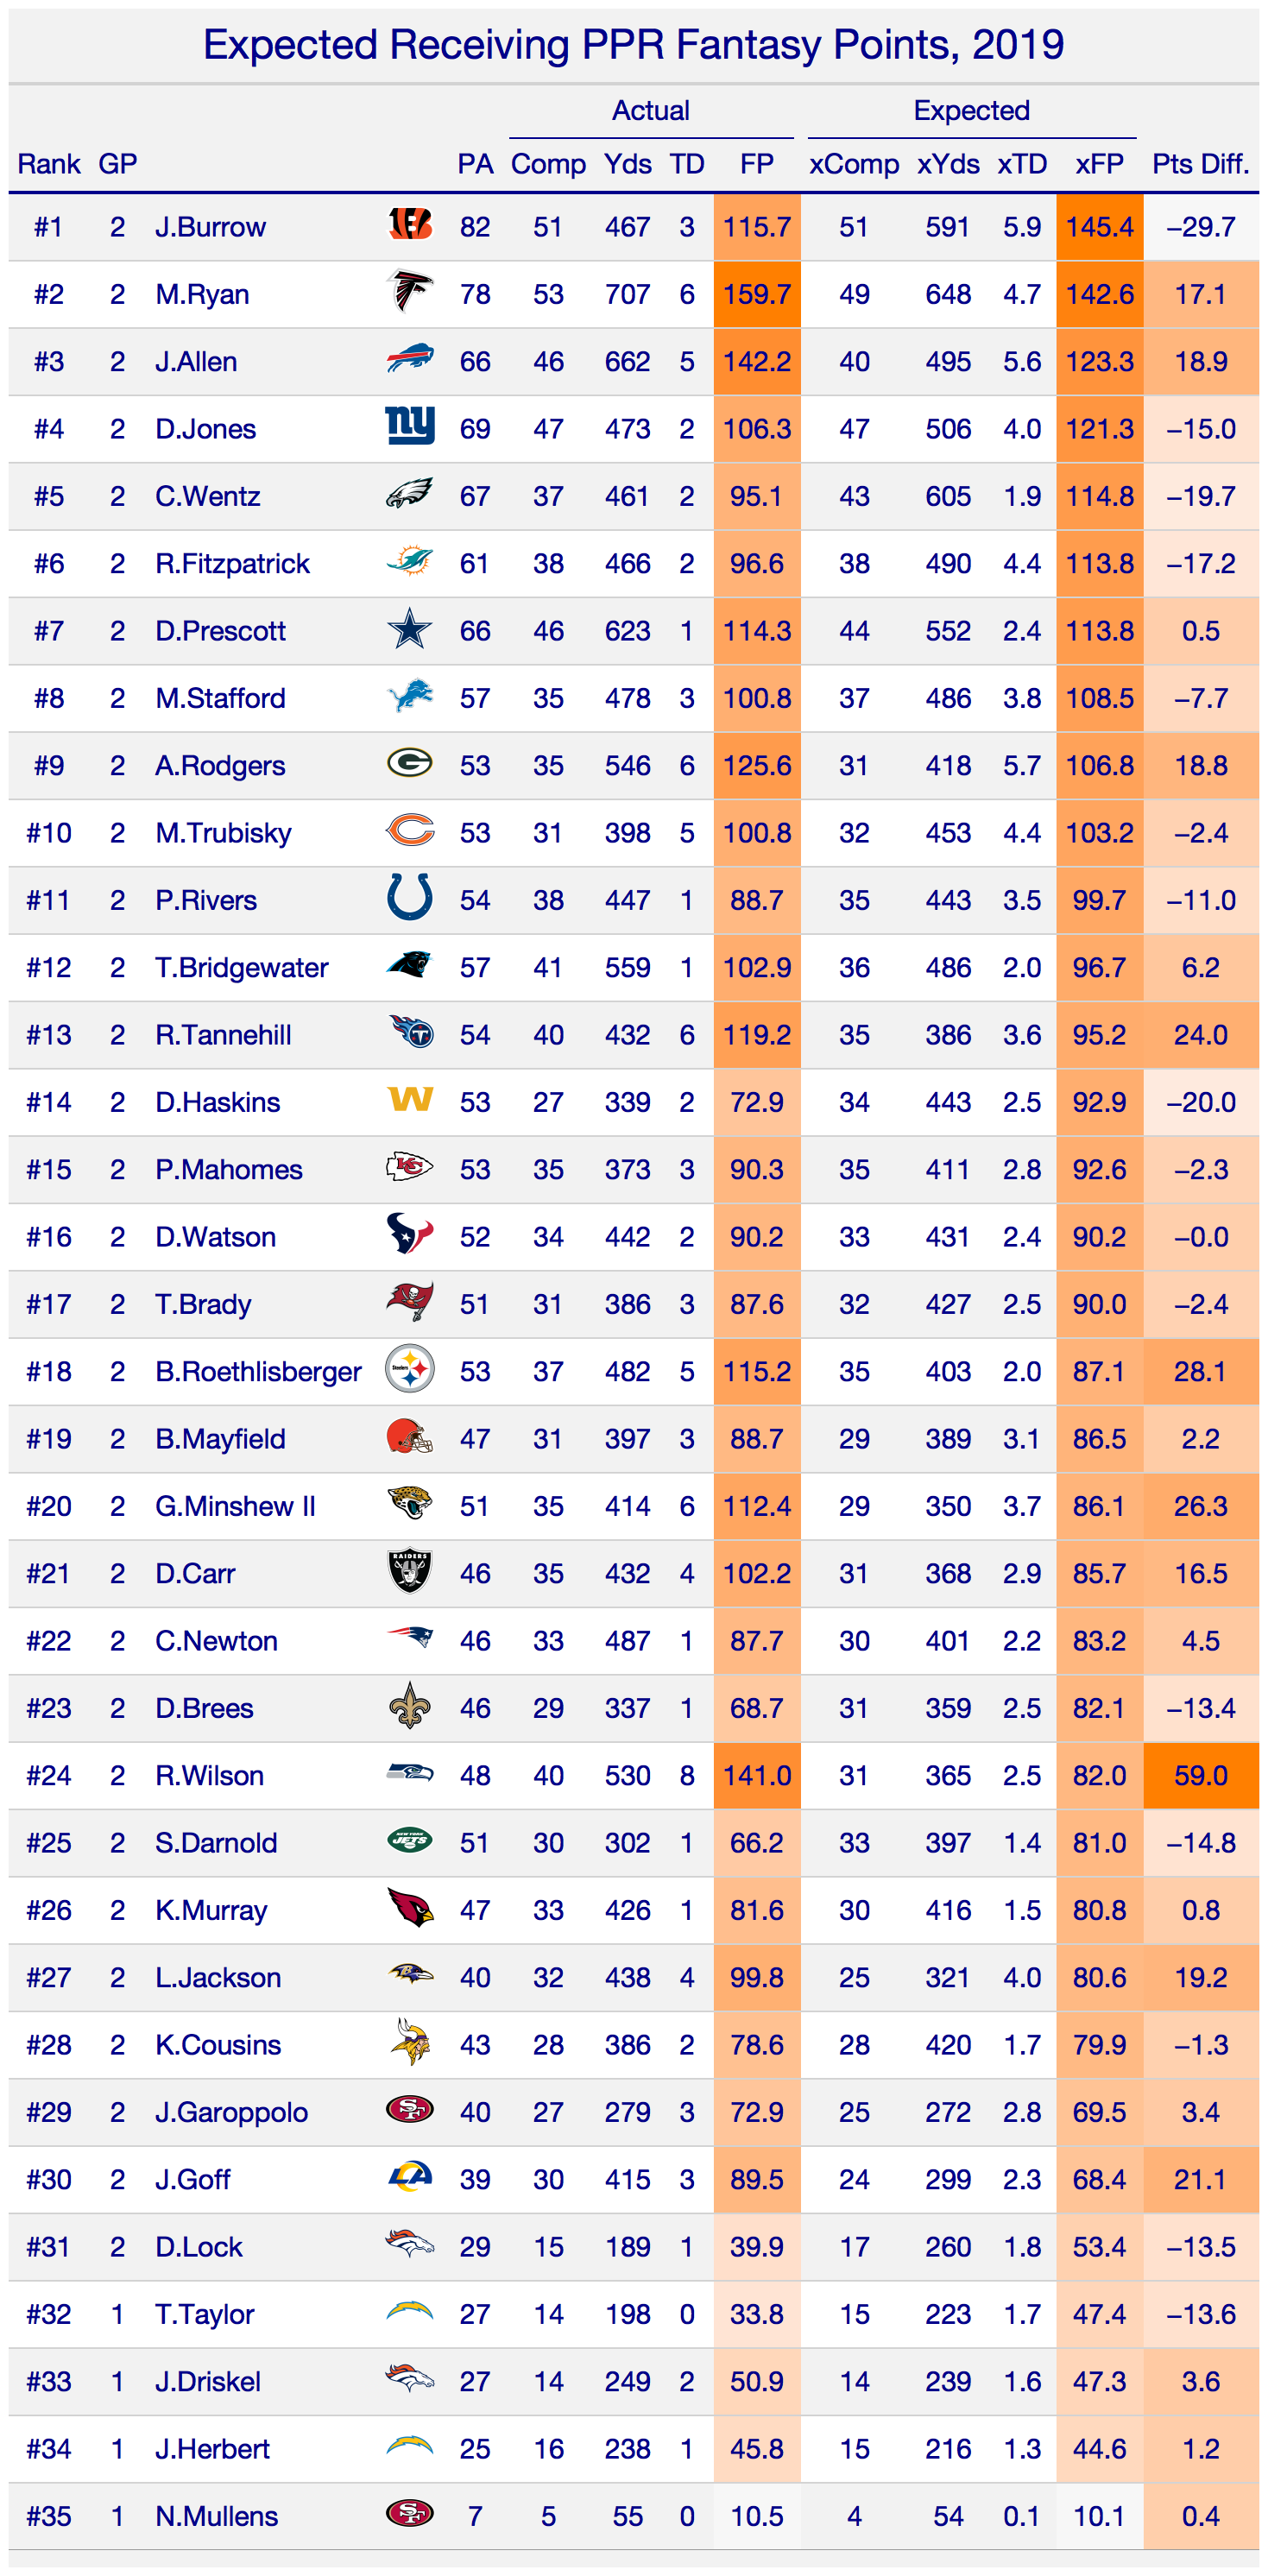 Expected Receiving PPR Fantasy Points, 2019
Actual Expected
Rank GP PA Comp Yds TD FP xComp xYds xTD xFP Pts Diff.
#1 2 J.Burrow 82 51 467 3 115.7 51 591 5.9 145.4 −29.7
#2 2 M.Ryan 78 53 707 6 159.7 49 648 4.7 142.6 17.1
#3 2 J.Allen 66 46 662 5 142.2 40 495 5.6 123.3 18.9
#4 2 D.Jones ny 69 47 473 2 106.3 47 506 4.0 121.3 −15.0
#5 2 C.Wentz 67 37 461 2 95.1 43 605 1.9 114.8 −19.7
#6 2 R.Fitzpatrick 61 38 466 2 96.6 38 490 4.4 113.8 −17.2
#7 2 D.Prescott 66 46 623 1 114.3 44 552 2.4 113.8 0.5
#8 2 M.Stafford 57 35 478 3 100.8 37 486 3.8 108.5 −7.7
#9 2 A.Rodgers G 53 35 546 6 125.6 31 418 5.7 106.8 18.8
#10 2 M.Trubisky C 53 31 398 5 100.8 32 453 4.4 103.2 −2.4
#11 2 P.Rivers 54 38 447 1 88.7 35 443 3.5 99.7 −11.0
#12 2 T.Bridgewater 57 41 559 1 102.9 36 486 2.0 96.7 6.2
#13 2 R.Tannehill T 54 40 432 6 119.2 35 386 3.6 95.2 24.0
#14 2 D.Haskins W 53 27 339 2 72.9 34 443 2.5 92.9 −20.0
#15 2 P.Mahomes KC 53 35 373 3 90.3 35 411 2.8 92.6 −2.3
#16 2 D.Watson 52 34 442 2 90.2 33 431 2.4 90.2 −0.0
#17 2 T.Brady 51 31 386 3 87.6 32 427 2.5 90.0 −2.4
#18 2 B.Roethlisberger Steelers 53 37 482 5 115.2 35 403 2.0 87.1 28.1
#19 2 B.Mayfield 47 31 397 3 88.7 29 389 3.1 86.5 2.2
#20 2 G.Minshew II 51 35 414 6 112.4 29 350 3.7 86.1 26.3
#21 2 D.Carr RAIDERS 46 35 432 4 102.2 31 368 2.9 85.7 16.5
#22 2 C.Newton 46 33 487 1 87.7 30 401 2.2 83.2 4.5
#23 2 D.Brees 46 29 337 1 68.7 31 359 2.5 82.1 −13.4
#24 2 R.Wilson 48 40 530 8 141.0 31 365 2.5 82.0 59.0
#25 2 S.Darnold NEW YORK JETS 51 30 302 1 66.2 33 397 1.4 81.0 −14.8
#26 2 K.Murray 47 33 426 1 81.6 30 416 1.5 80.8 0.8
#27 2 L.Jackson B 40 32 438 4 99.8 25 321 4.0 80.6 19.2
#28 2 K.Cousins 43 28 386 2 78.6 28 420 1.7 79.9 −1.3
#29 2 J.Garoppolo SF 40 27 279 3 72.9 25 272 2.8 69.5 3.4
#30 2 J.Goff LA 39 30 415 3 89.5 24 299 2.3 68.4 21.1
#31 2 D.Lock 29 15 189 1 39.9 17 260 1.8 53.4 −13.5
#32 1 T.Taylor 27 14 198 0 33.8 15 223 1.7 47.4 −13.6
#33 1 J.Driskel 27 14 249 2 50.9 14 239 1.6 47.3 3.6
#34 1 J.Herbert 25 16 238 1 45.8 15 216 1.3 44.6 1.2
#35 1 N.Mullens SF 7 5 55 0 10.5 4 54 0.1 10.1 0.4